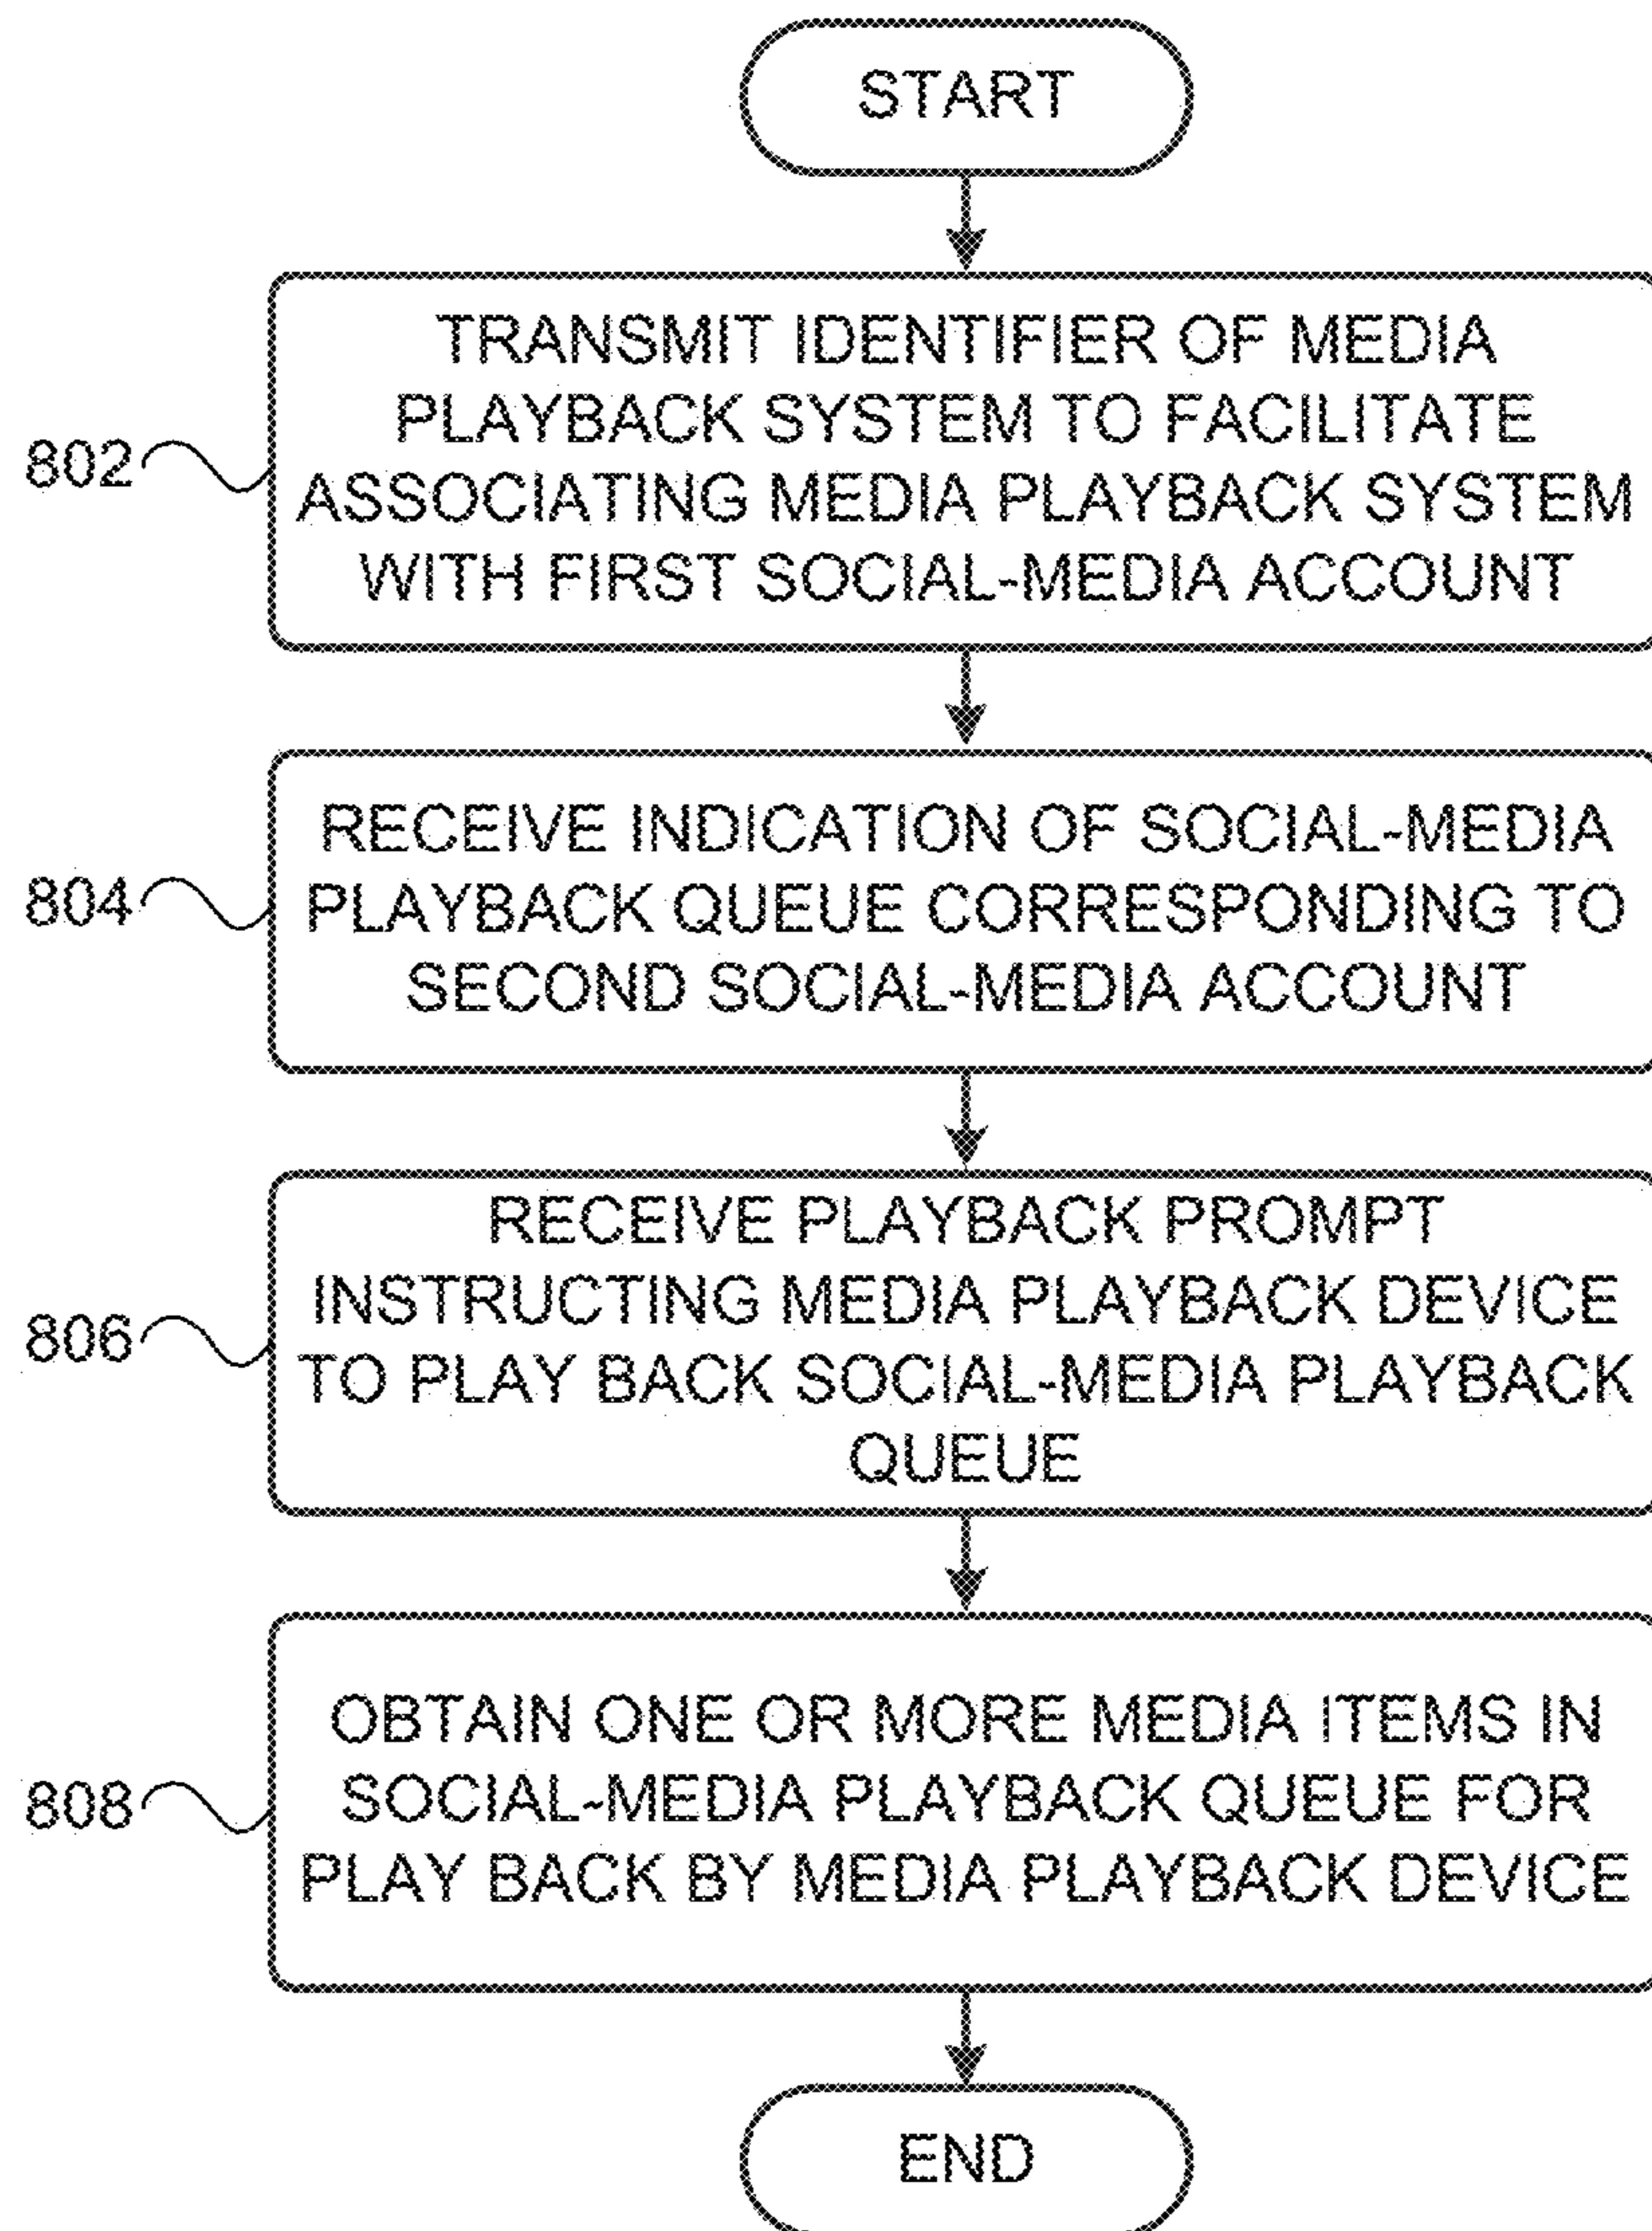 START
TRANSMIT IDENTIFIER OF MEDIA
PLAYBACK SYSTEM TO FACILITATE
ASSOCIATING MEDIA PLAYBACK SYSTEM
WITH FIRST SOCIAL-MEDIA ACCOUNT
802
RECEIVE INDICATION OF SOCIAL-MEDIA
PLAYBACK QUEUE CORRESPONDING TO
SECOND SOCIAL-MEDIA ACCOUNT
804
RECEIVE PLAYBACK PROMPT
INSTRUCTING MEDIA PLAYBACK DEVICE
TO PLAY BACK SOCIAL-MEDIA PLAYBACK
QUEUE
806
OBTAIN ONE OR MORE MEDIA ITEMS IN
SOCIAL-MEDIA PLAYBACK QUEUE FOR
PLAY BACK BY MEDIA PLAYBACK DEVICE
808
END